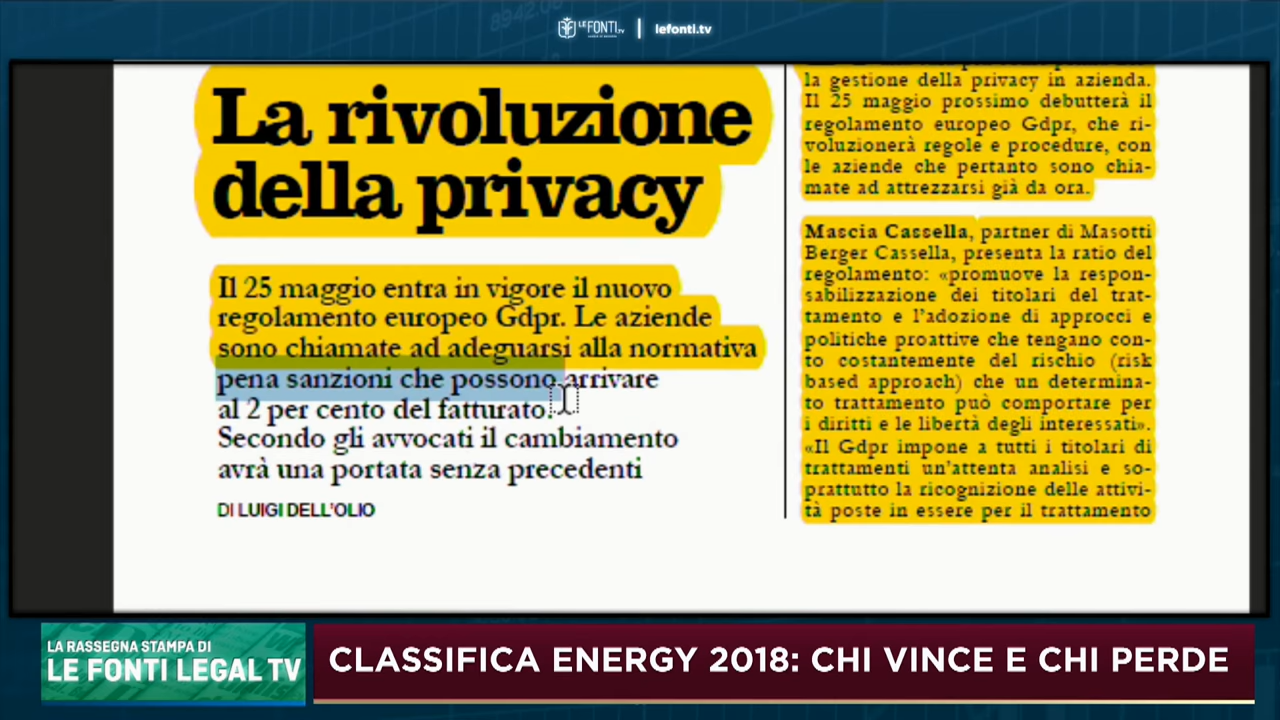 LE FONTI TV
lefonti.tv
La rivoluzione
della privacy
Il 25 maggio entra in vigore il nuovo
regolamento europeo Gdpr. Le aziende
sono chiamate ad adeguarsi alla normativa
pena sanzioni che possono arrivare
al 2 per cento del fatturato.
Secondo gli avvocati il cambiamento
avrà una portata senza precedenti
DI LUIGI DELL'OLIO
la gestione della privacy in azienda.
Il 25 maggio prossimo debutterà il
regolamento europeo Gdpr, che ri-
voluzionerà regole e procedure, con
le aziende che pertanto sono chia-
mate ad attrezzarsi già da ora.
Mascia Cassella, partner di Masotti
Berger Cassella, presenta la ratio del
regolamento: «promuove la respon-
sabilizzazione dei titolari del trat-
tamento e l'adozione di approcci e
politiche proattive che tengano con-
to costantemente del rischio (risk
based approach) che un determina-
to trattamento può comportare per
i diritti e le libertà degli interessati».
«Il Gdpr impone a tutti i titolari di
trattamenti un'attenta analisi e so-
prattutto la ricognizione delle attivi-
tà poste in essere per il trattamento
LA RASSEGNA STAMPA DI
LE FONTI LEGAL TV
CLASSIFICA ENERGY 2018: CHI VINCE E CHI PERDE